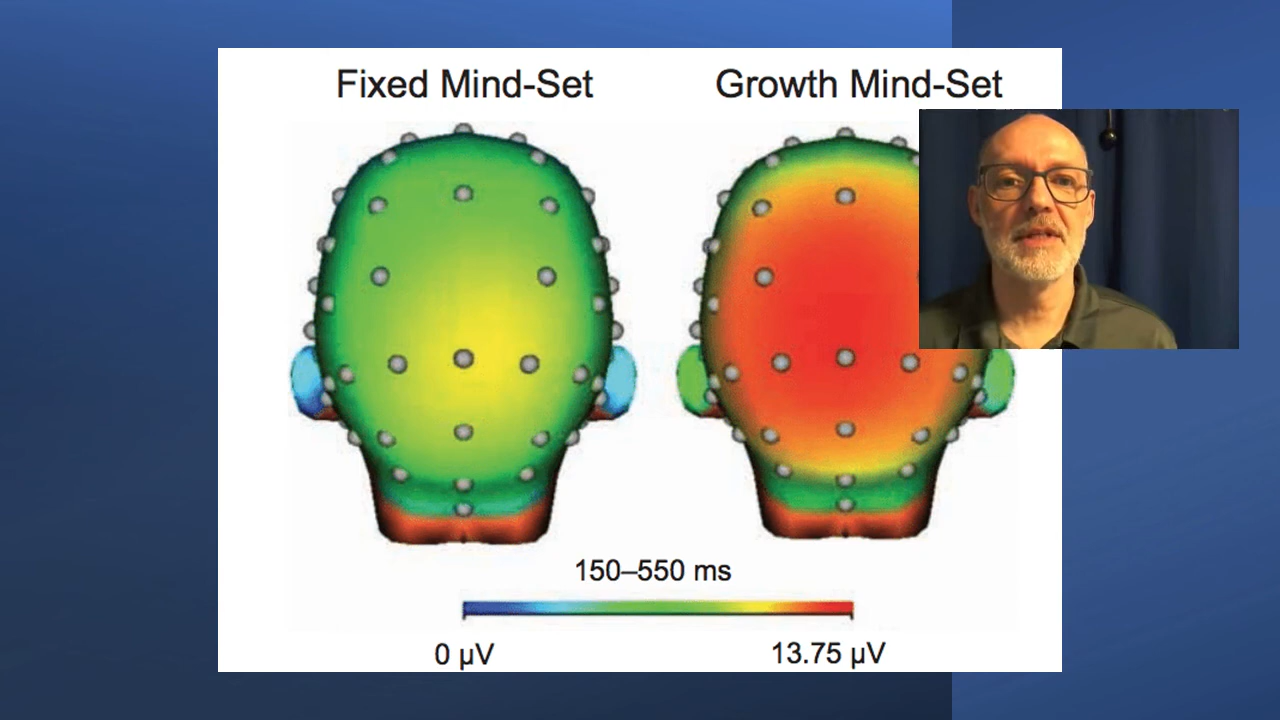 Fixed Mind-Set
Growth Mind-Set
150–550 ms
0 µV
13.75 µV